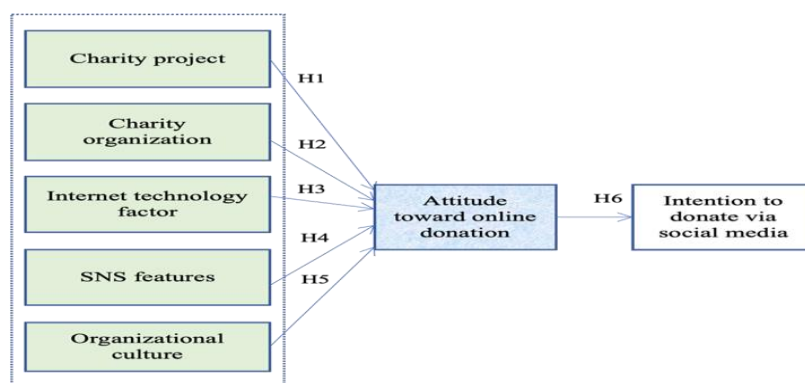 Charity project
H1
Charity
organization
H2
Internet technology
factor
H3
SNS features
H4
Organizational
culture
H5
Attitude
toward online
donation
H6
Intention to
donate via
social media